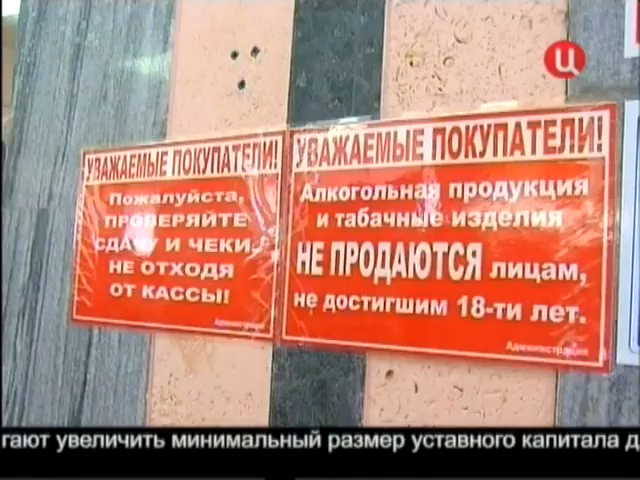 Ц
УВАЖАЕМЫЕ ПОКУПАТЕЛИ!
Пожалуйста,
ПРОВЕРЯЙТЕ
СДАЧУ И ЧЕКИ,
НЕ ОТХОДЯ
ОТ КАССЫ!
Администрация
УВАЖАЕМЫЕ ПОКУПАТЕЛИ!
Алкогольная продукция
и табачные изделия
НЕ ПРОДАЮТСЯ лицам,
не достигшим 18-ти лет.
Администрация
гают увеличить минимальный размер уставного капитала д